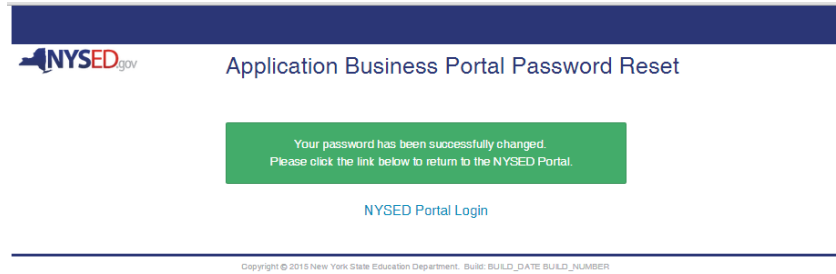 NYSED.gov
Application Business Portal Password Reset
Your password has been successfully changed.
Please click the link below to return to the NYSED Portal.
NYSED Portal Login
Copyright © 2015 New York State Education Department. Build: BUILD_DATE BUILD_NUMBER